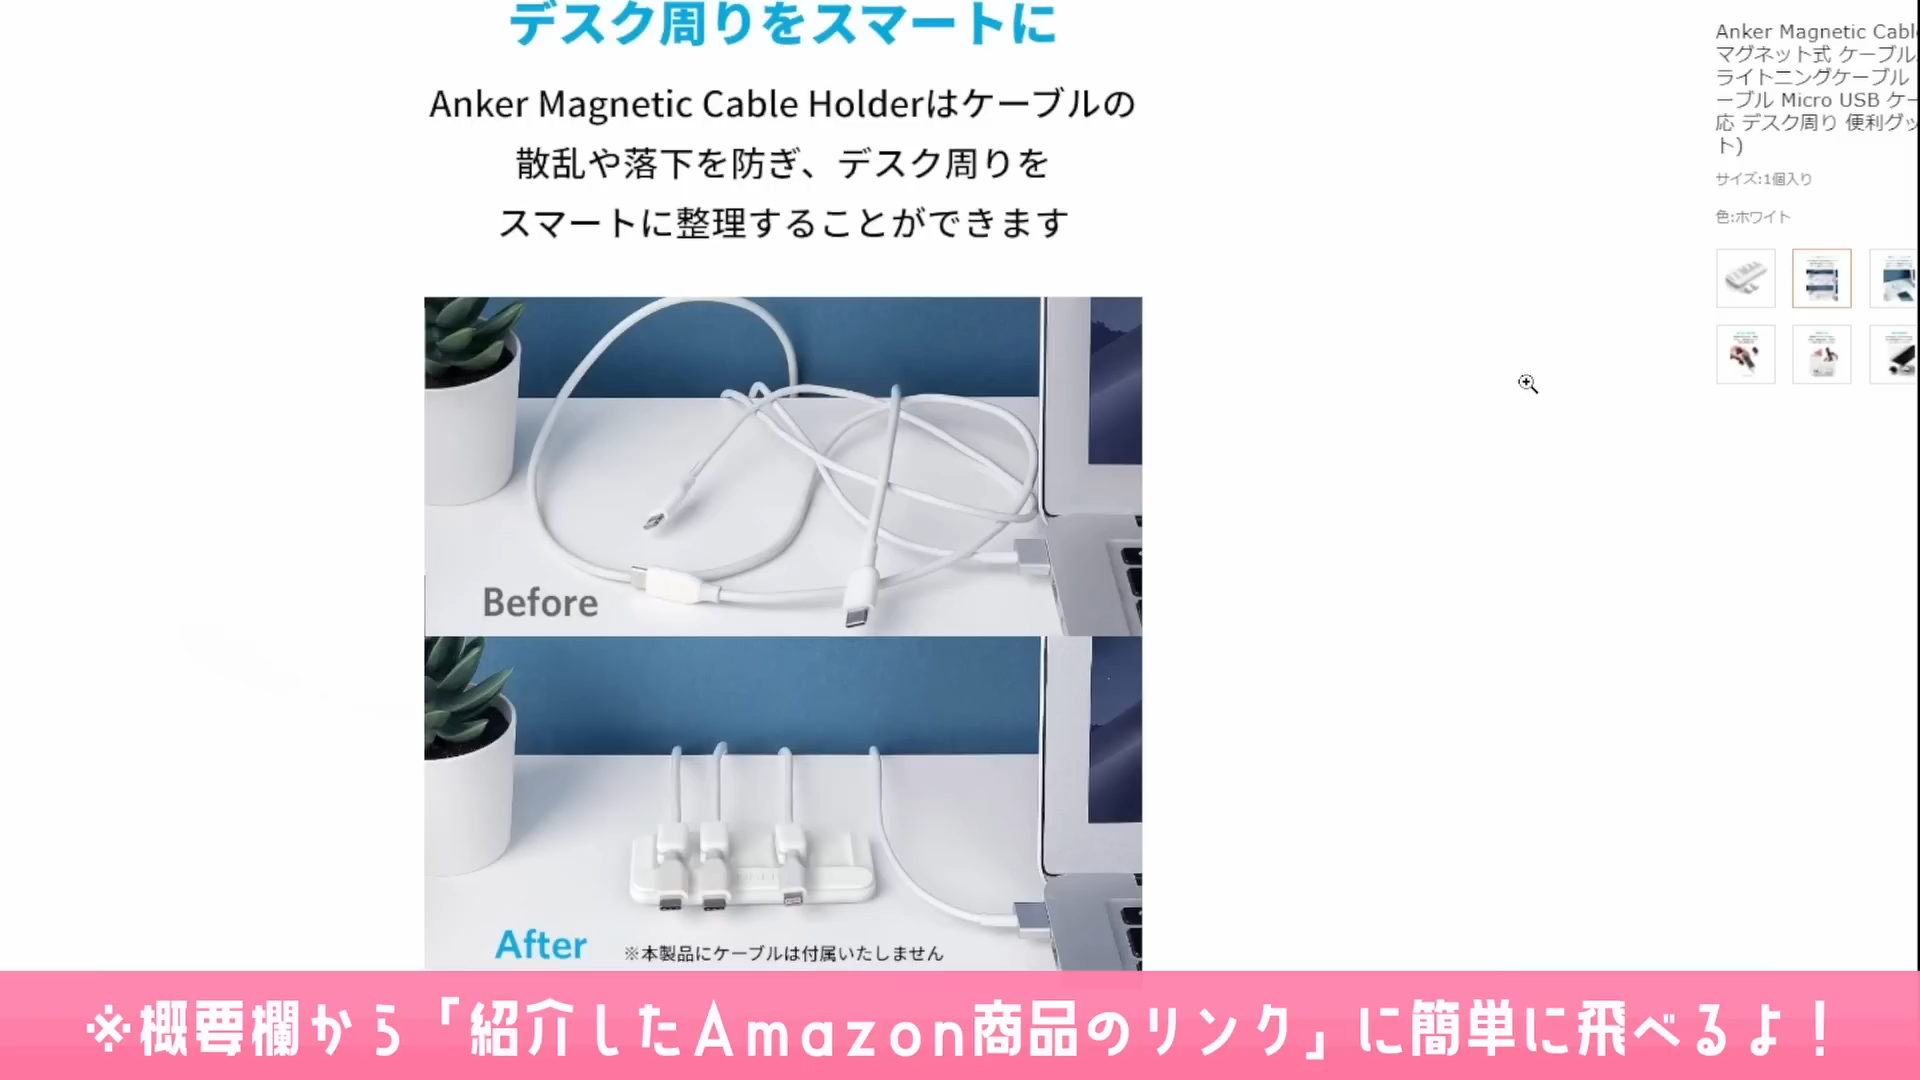 デスク周りをスマートに
Anker Magnetic Cable Holderはケーブルの
散乱や落下を防ぎ、デスク周りを
スマートに整理することができます
Before
After
※本製品にケーブルは付属いたしません
Anker Magnetic Cabl
マグネット式 ケーブル
ライトニングケーブル
ーブル Micro USB ケー
応 デスク周り 便利グッ
ト)
サイズ:1個入り
色:ホワイト
※概要欄から「紹介したAmazon商品のリンク」に簡単に飛べるよ！